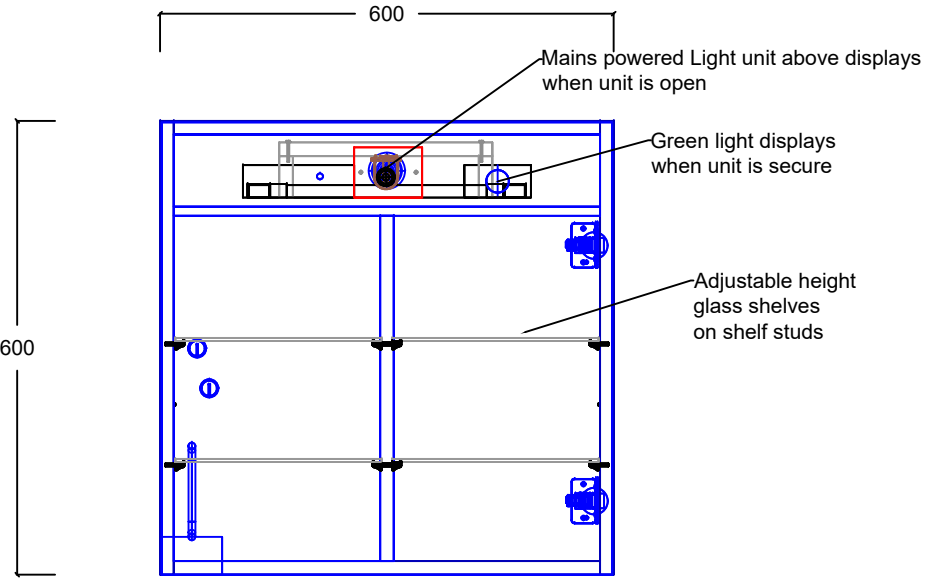 600
Mains powered Light unit above displays
when unit is open
Green light displays
when unit is secure
Adjustable height
glass shelves
on shelf studs
600